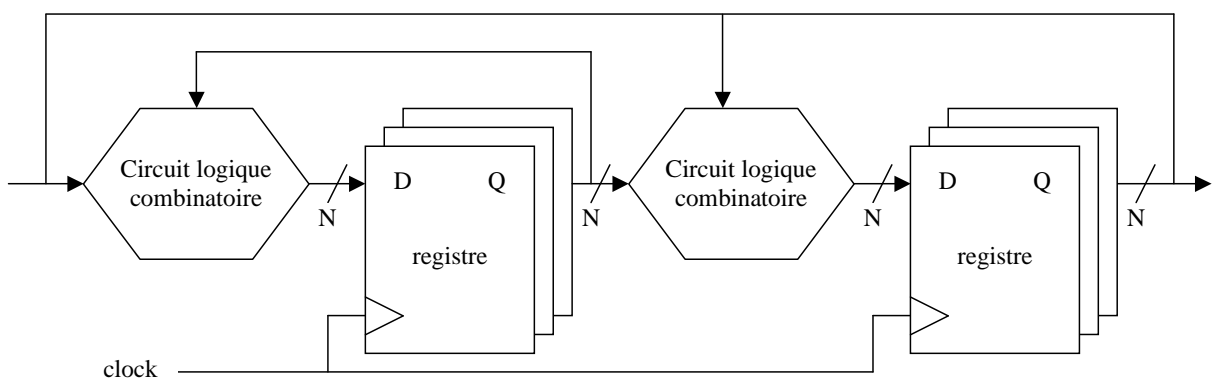 Circuit logique
combinatoire
N
D Q
registre
N
Circuit logique
combinatoire
N
D Q
registre
N
clock